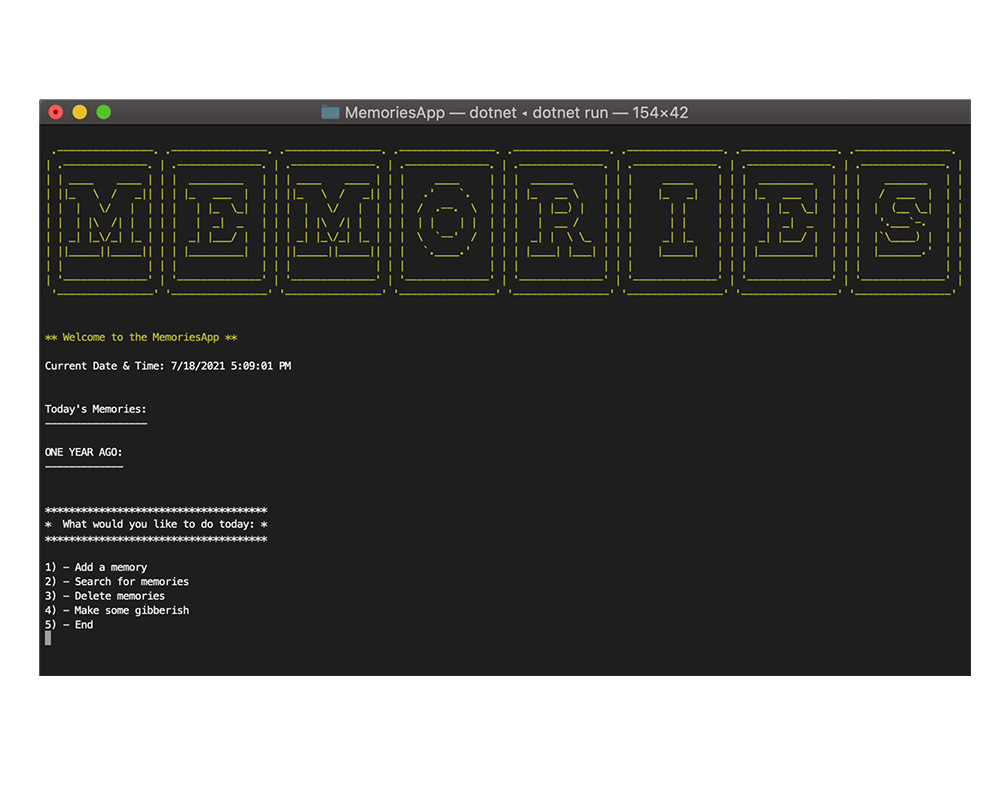 MemoriesApp — dotnet ◂ dotnet run — 154×42
MEMORIES
** Welcome to the MemoriesApp **
Current Date & Time: 7/18/2021 5:09:01 PM
Today's Memories:
-----------------
ONE YEAR AGO:
-------------
*************************************
*  What would you like to do today: *
*************************************
1) - Add a memory
2) - Search for memories
3) - Delete memories
4) - Make some gibberish
5) - End